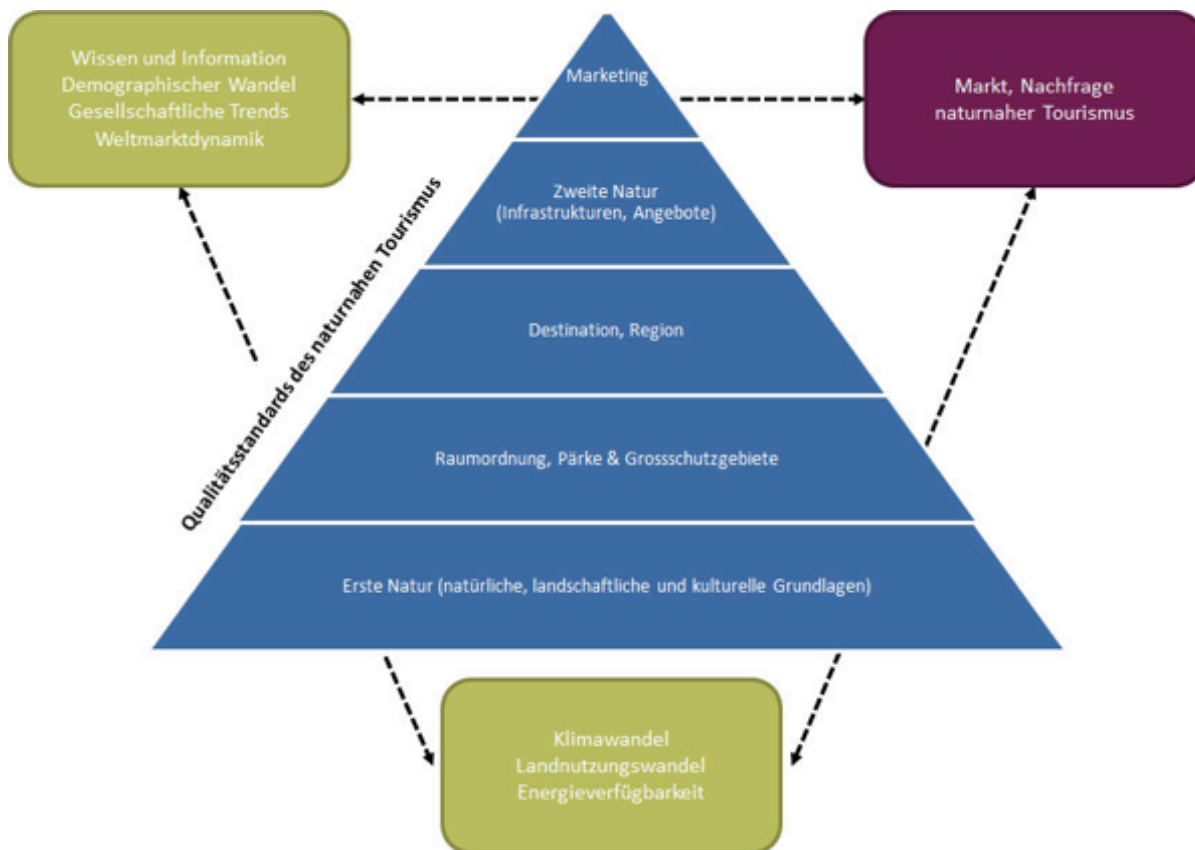 Wissen und Information
Demographischer Wandel
Gesellschaftliche Trends
Weltmarktdynamik
Marketing
Markt, Nachfrage
naturnaher Tourismus
Zweite Natur
(Infrastrukturen, Angebote)
Qualitätsstandards des naturnahen Tourismus
Destination, Region
Raumordnung, Pärke & Grossschutzgebiete
Erste Natur (natürliche, landschaftliche und kulturelle Grundlagen)
Klimawandel
Landnutzungswandel
Energieverfügbarkeit